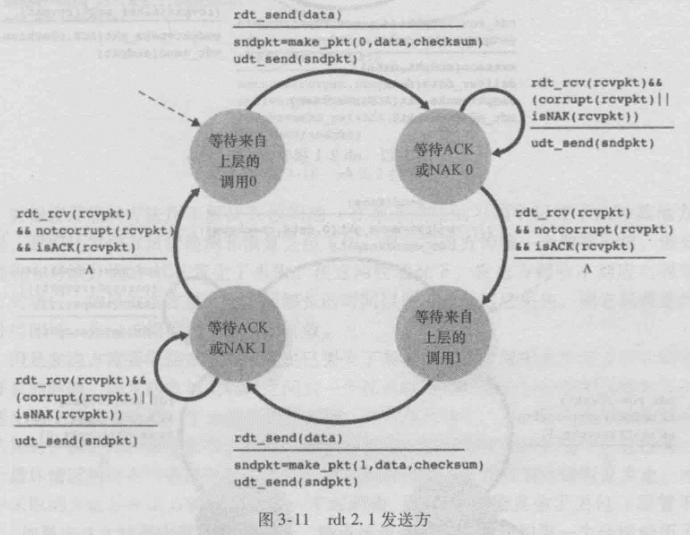 rdt_send(data)
sndpkt=make_pkt(0,data,checksum)
udt_send(sndpkt)
rdt_rcv(rcvpkt)&&
(corrupt(rcvpkt)||
isNAK(rcvpkt))
udt_send(sndpkt)
等待来自
上层的
调用0
等待ACK
或NAK 0
rdt_rcv(rcvpkt)
&& notcorrupt(rcvpkt)
&& isACK(rcvpkt)
Λ
rdt_rcv(rcvpkt)
&& notcorrupt(rcvpkt)
&& isACK(rcvpkt)
Λ
等待ACK
或NAK 1
等待来自
上层的
调用1
rdt_rcv(rcvpkt)&&
(corrupt(rcvpkt)||
isNAK(rcvpkt))
udt_send(sndpkt)
rdt_send(data)
sndpkt=make_pkt(1,data,checksum)
udt_send(sndpkt)
图 3-11 rdt 2.1 发送方